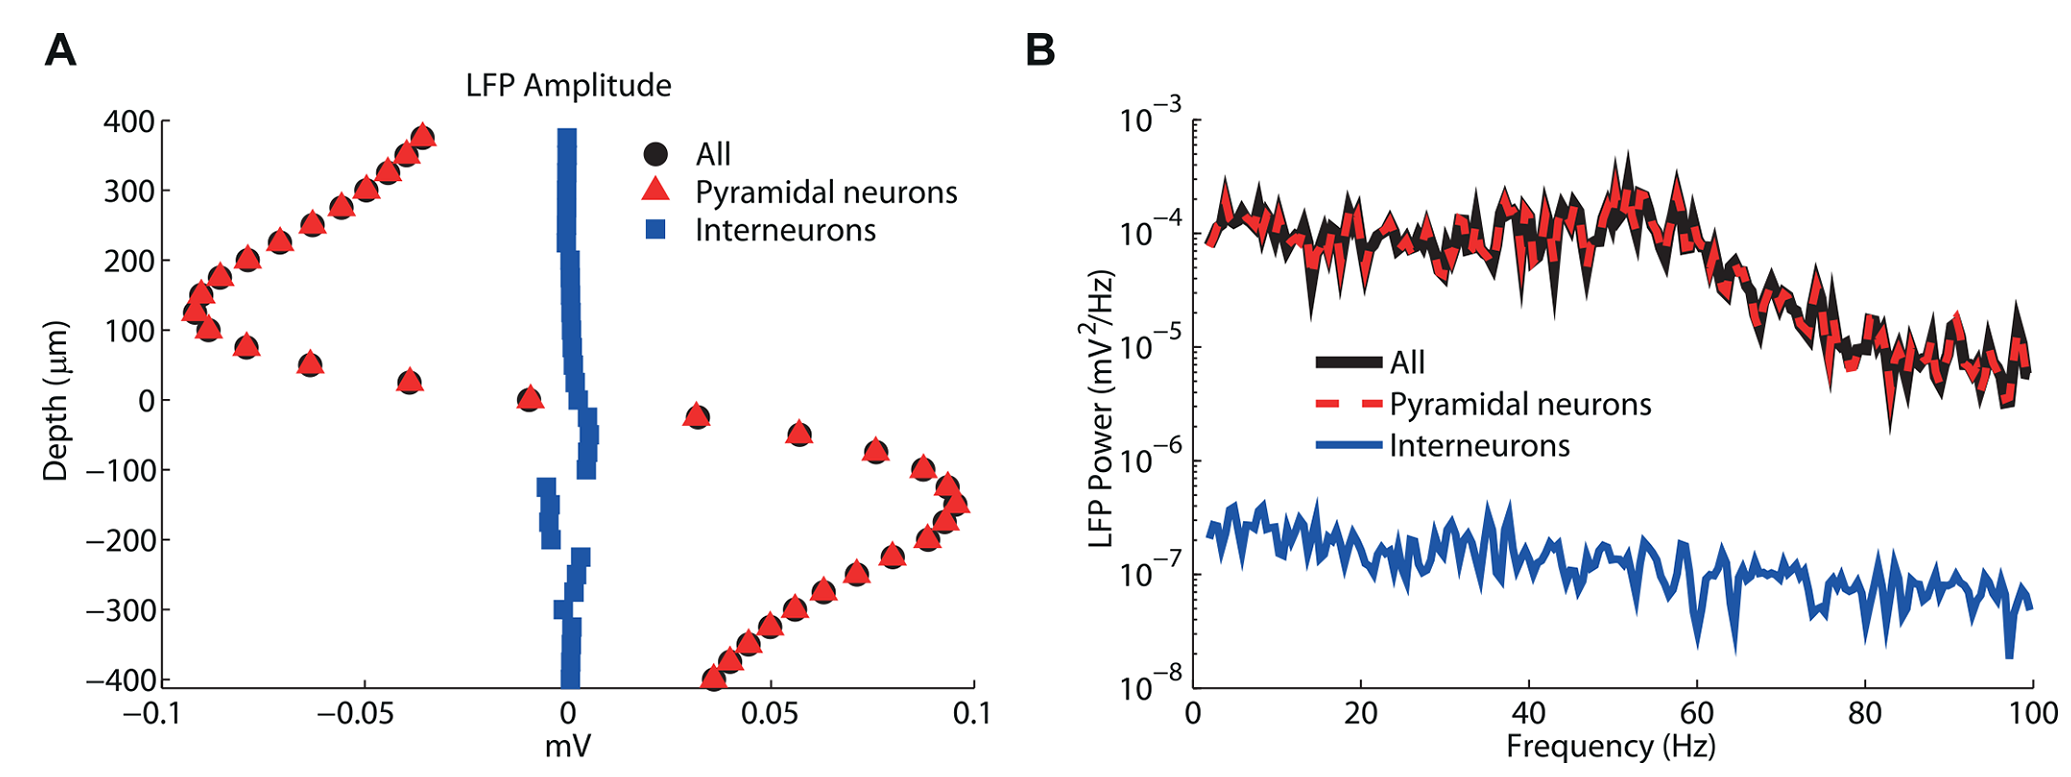 A
LFP Amplitude
400
300
200
100
0
−100
−200
−300
−400
Depth (μm)
−0.1
−0.05
0
0.05
0.1
mV
All
Pyramidal neurons
Interneurons
B
10⁻³
10⁻⁴
10⁻⁵
10⁻⁶
10⁻⁷
10⁻⁸
LFP Power (mV²/Hz)
All
Pyramidal neurons
Interneurons
0
20
40
60
80
100
Frequency (Hz)